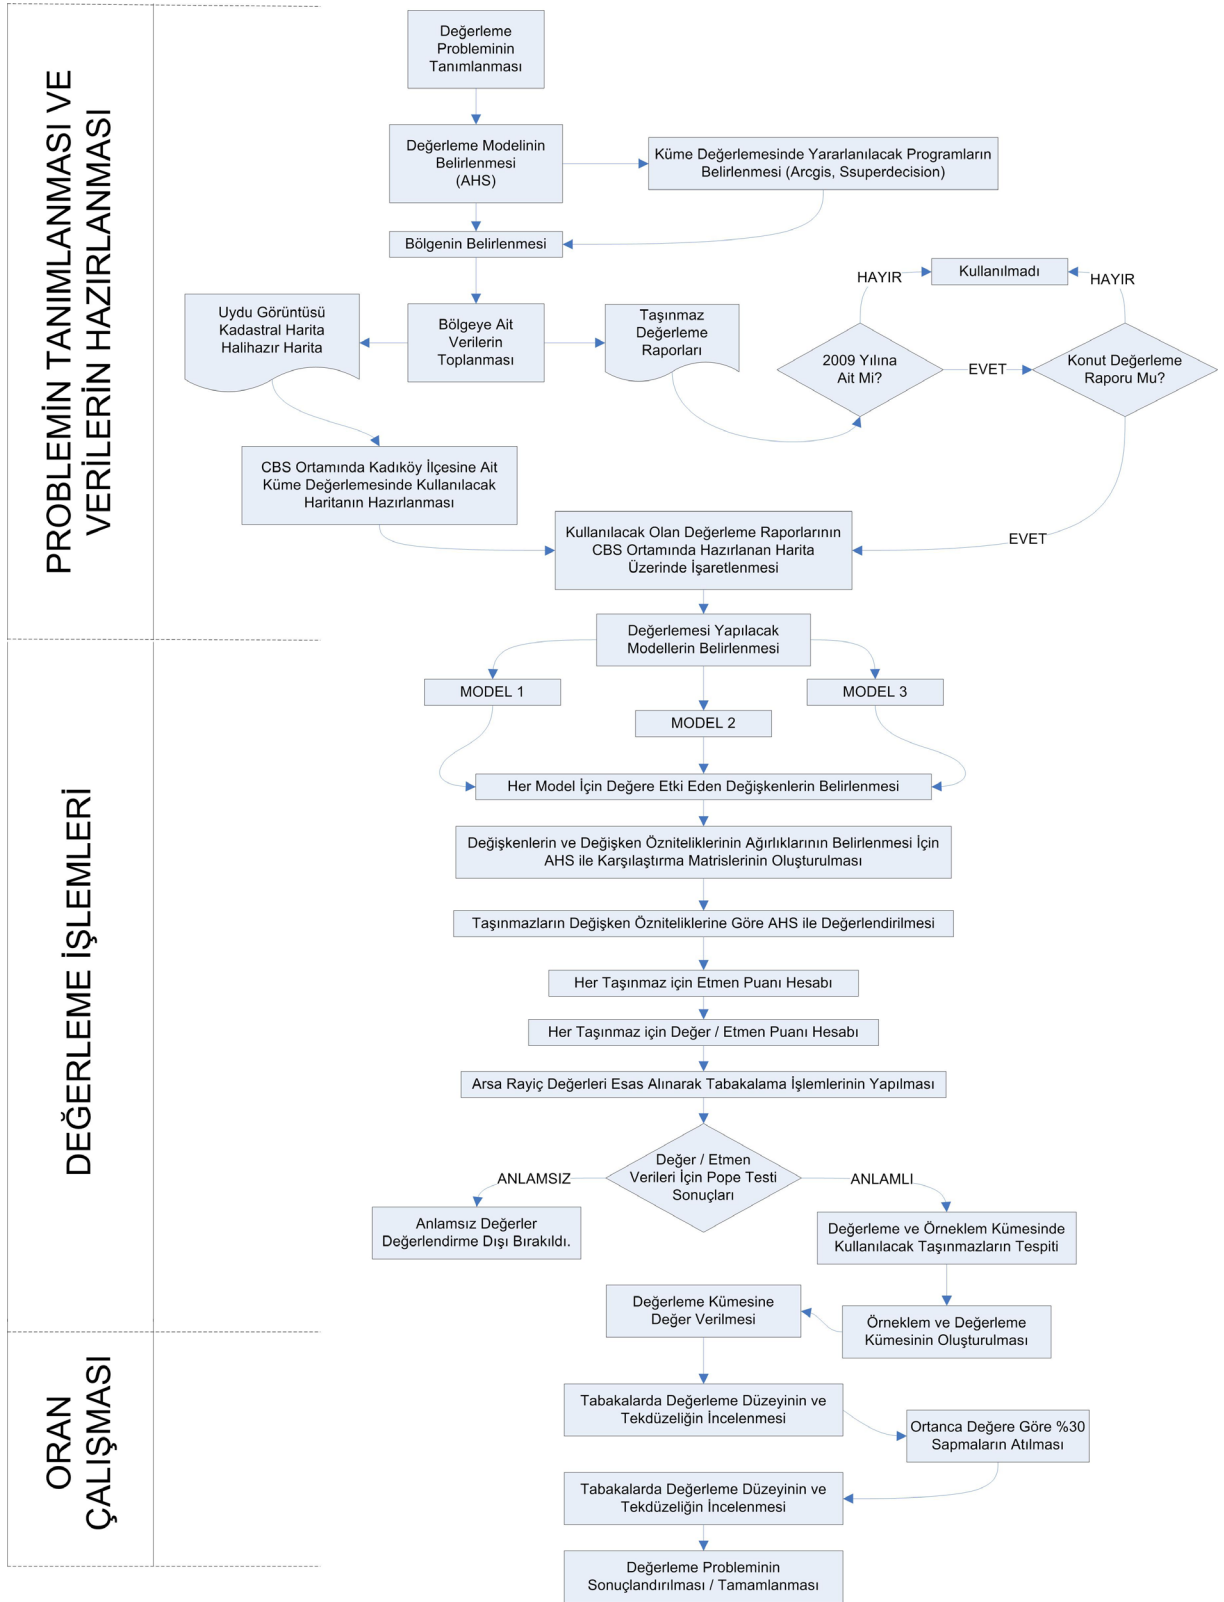 PROBLEMİN TANIMLANMASI VE
VERİLERİN HAZIRLANMASI
Değerleme
Probleminin
Tanımlanması
Değerleme Modelinin
Belirlenmesi
(AHS)
Küme Değerlemesinde Yararlanılacak Programların
Belirlenmesi (Arcgis, Ssuperdecision)
Bölgenin Belirlenmesi
Uydu Görüntüsü
Kadastral Harita
Halihazır Harita
Bölgeye Ait
Verilerin
Toplanması
Taşınmaz
Değerleme
Raporları
HAYIR
Kullanılmadı
HAYIR
2009 Yılına
Ait Mi?
EVET
Konut Değerleme
Raporu Mu?
CBS Ortamında Kadıköy İlçesine Ait
Küme Değerlemesinde Kullanılacak
Haritanın Hazırlanması
Kullanılacak Olan Değerleme Raporlarının
CBS Ortamında Hazırlanan Harita
Üzerinde İşaretlenmesi
EVET
DEĞERLEME İŞLEMLERİ
Değerlemesi Yapılacak
Modellerin Belirlenmesi
MODEL 1
MODEL 2
MODEL 3
Her Model İçin Değere Etki Eden Değişkenlerin Belirlenmesi
Değişkenlerin ve Değişken Özniteliklerinin Ağırlıklarının Belirlenmesi İçin
AHS ile Karşılaştırma Matrislerinin Oluşturulması
Taşınmazların Değişken Özniteliklerine Göre AHS ile Değerlendirilmesi
Her Taşınmaz için Etmen Puanı Hesabı
Her Taşınmaz için Değer / Etmen Puanı Hesabı
Arsa Rayiç Değerleri Esas Alınarak Tabakalama İşlemlerinin Yapılması
Değer / Etmen
Verileri İçin Pope Testi
Sonuçları
ANLAMSIZ
ANLAMLI
Anlamsız Değerler
Değerlendirme Dışı Bırakıldı.
Değerleme ve Örneklem Kümesinde
Kullanılacak Taşınmazların Tespiti
Değerleme Kümesine
Değer Verilmesi
Örneklem ve Değerleme
Kümesinin Oluşturulması
ORAN
ÇALIŞMASI
Tabakalarda Değerleme Düzeyinin ve
Tekdüzeliğin İncelenmesi
Ortanca Değere Göre %30
Sapmaların Atılması
Tabakalarda Değerleme Düzeyinin ve
Tekdüzeliğin İncelenmesi
Değerleme Probleminin
Sonuçlandırılması / Tamamlanması